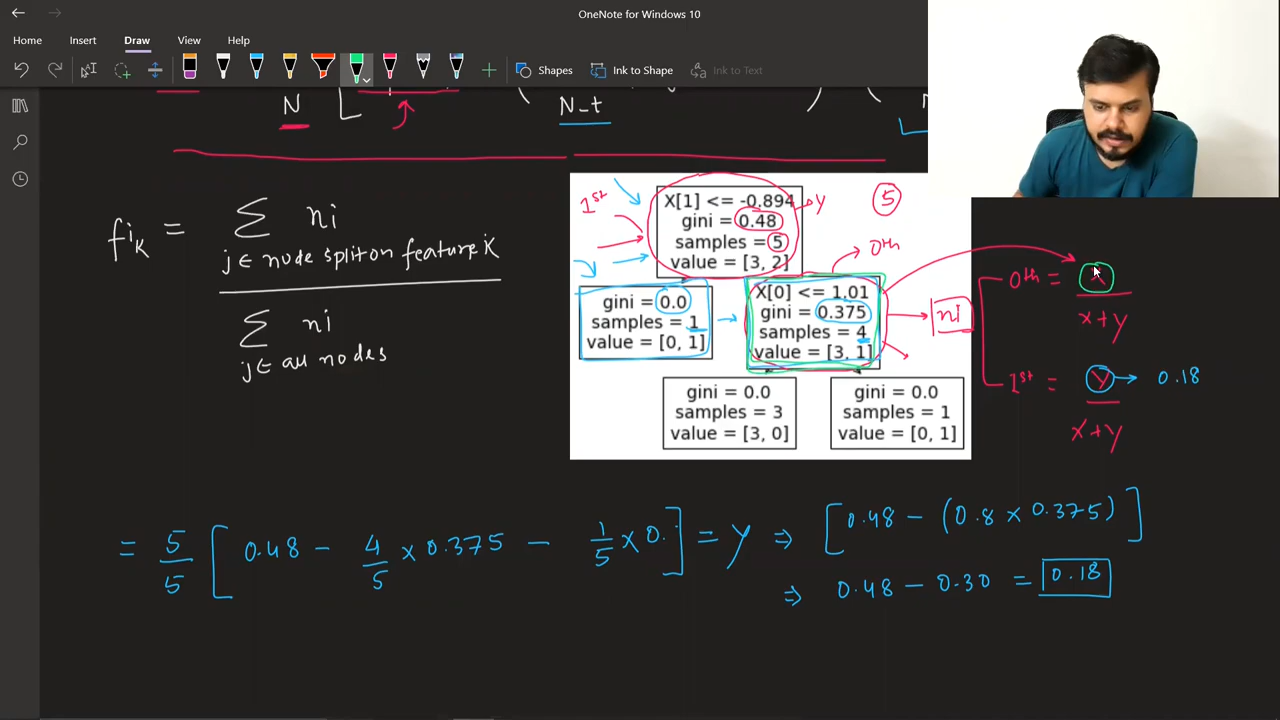 OneNote for Windows 10
Home Insert Draw View Help
Shapes Ink to Shape Ink to Text
N
N-t
fiK = Σ ni
j∈ node split on feature K
Σ ni
j∈ all nodes
1st
X[1] <= -0.894
gini = 0.48
samples = 5
value = [3, 2]
y
5
0th
gini = 0.0
samples = 1
value = [0, 1]
X[0] <= 1.01
gini = 0.375
samples = 4
value = [3, 1]
ni
gini = 0.0
samples = 3
value = [3, 0]
gini = 0.0
samples = 1
value = [0, 1]
0th = x
x+y
1st = y → 0.18
x+y
= 5/5 [ 0.48 - 4/5 × 0.375 - 1/5 × 0. ] = y ⇒ [ 0.48 - (0.8 × 0.375) ]
⇒ 0.48 - 0.30 = 0.18